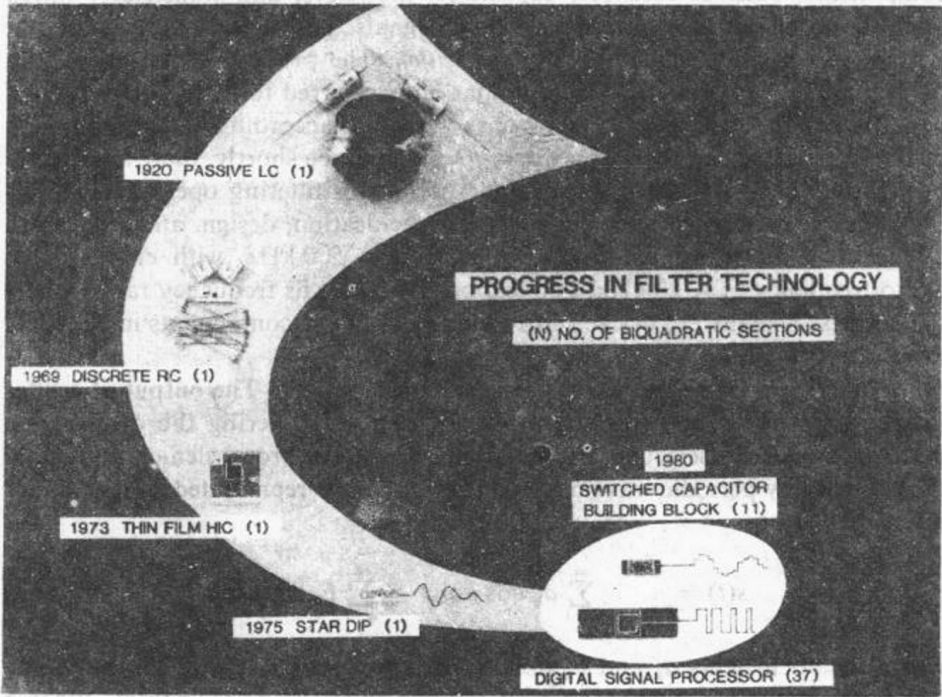 1920 PASSIVE LC (1)
PROGRESS IN FILTER TECHNOLOGY
(N) NO. OF BIQUADRATIC SECTIONS
1969 DISCRETE RC (1)
1973 THIN FILM HIC (1)
1975 STAR DIP (1)
1980
SWITCHED CAPACITOR
BUILDING BLOCK (11)
DIGITAL SIGNAL PROCESSOR (37)